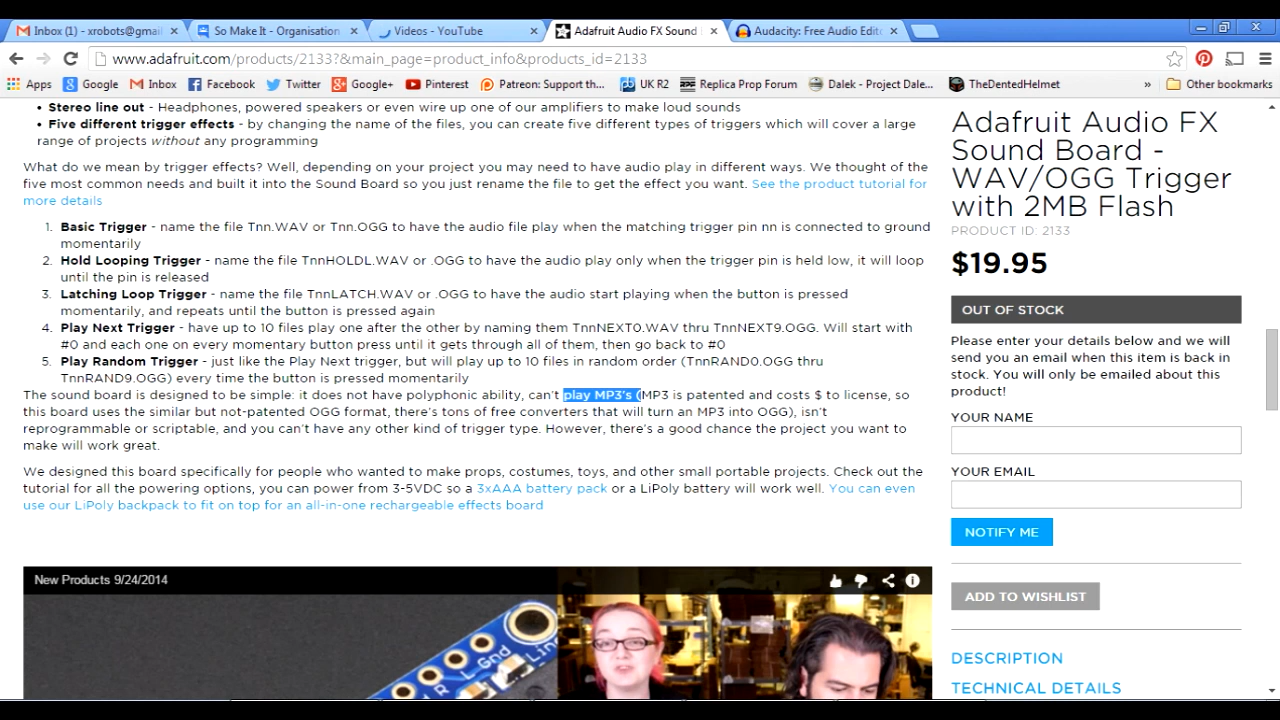 Inbox (1) - xrobots@gmail
So Make It - Organisation
Videos - YouTube
Adafruit Audio FX Sound
Audacity: Free Audio Edito
www.adafruit.com/products/2133?&main_page=product_info&products_id=2133
Apps Google Inbox Facebook Twitter Google+ Pinterest Patreon: Support th... UK R2 Replica Prop Forum Dalek - Project Dale... TheDentedHelmet » Other bookmarks
• Stereo line out - Headphones, powered speakers or even wire up one of our amplifiers to make loud sounds
• Five different trigger effects - by changing the name of the files, you can create five different types of triggers which will cover a large
range of projects without any programming
What do we mean by trigger effects? Well, depending on your project you may need to have audio play in different ways. We thought of the
five most common needs and built it into the Sound Board so you just rename the file to get the effect you want. See the product tutorial for
more details
1. Basic Trigger - name the file Tnn.WAV or Tnn.OGG to have the audio file play when the matching trigger pin nn is connected to ground
momentarily
2. Hold Looping Trigger - name the file TnnHOLDL.WAV or .OGG to have the audio play only when the trigger pin is held low, it will loop
until the pin is released
3. Latching Loop Trigger - name the file TnnLATCH.WAV or .OGG to have the audio start playing when the button is pressed
momentarily, and repeats until the button is pressed again
4. Play Next Trigger - have up to 10 files play one after the other by naming them TnnNEXT0.WAV thru TnnNEXT9.OGG. Will start with
#0 and each one on every momentary button press until it gets through all of them, then go back to #0
5. Play Random Trigger - just like the Play Next trigger, but will play up to 10 files in random order (TnnRAND0.OGG thru
TnnRAND9.OGG) every time the button is pressed momentarily
The sound board is designed to be simple: it does not have polyphonic ability, can't play MP3's (MP3 is patented and costs $ to license, so
this board uses the similar but not-patented OGG format, there's tons of free converters that will turn an MP3 into OGG), isn't
reprogrammable or scriptable, and you can't have any other kind of trigger type. However, there's a good chance the project you want to
make will work great.
We designed this board specifically for people who wanted to make props, costumes, toys, and other small portable projects. Check out the
tutorial for all the powering options, you can power from 3-5VDC so a 3xAAA battery pack or a LiPoly battery will work well. You can even
use our LiPoly backpack to fit on top for an all-in-one rechargeable effects board
New Products 9/24/2014
R L-Gnd Lin
Adafruit Audio FX
Sound Board -
WAV/OGG Trigger
with 2MB Flash
PRODUCT ID: 2133
$19.95
OUT OF STOCK
Please enter your details below and we will
send you an email when this item is back in
stock. You will only be emailed about this
product!
YOUR NAME
YOUR EMAIL
NOTIFY ME
ADD TO WISHLIST
DESCRIPTION
TECHNICAL DETAILS